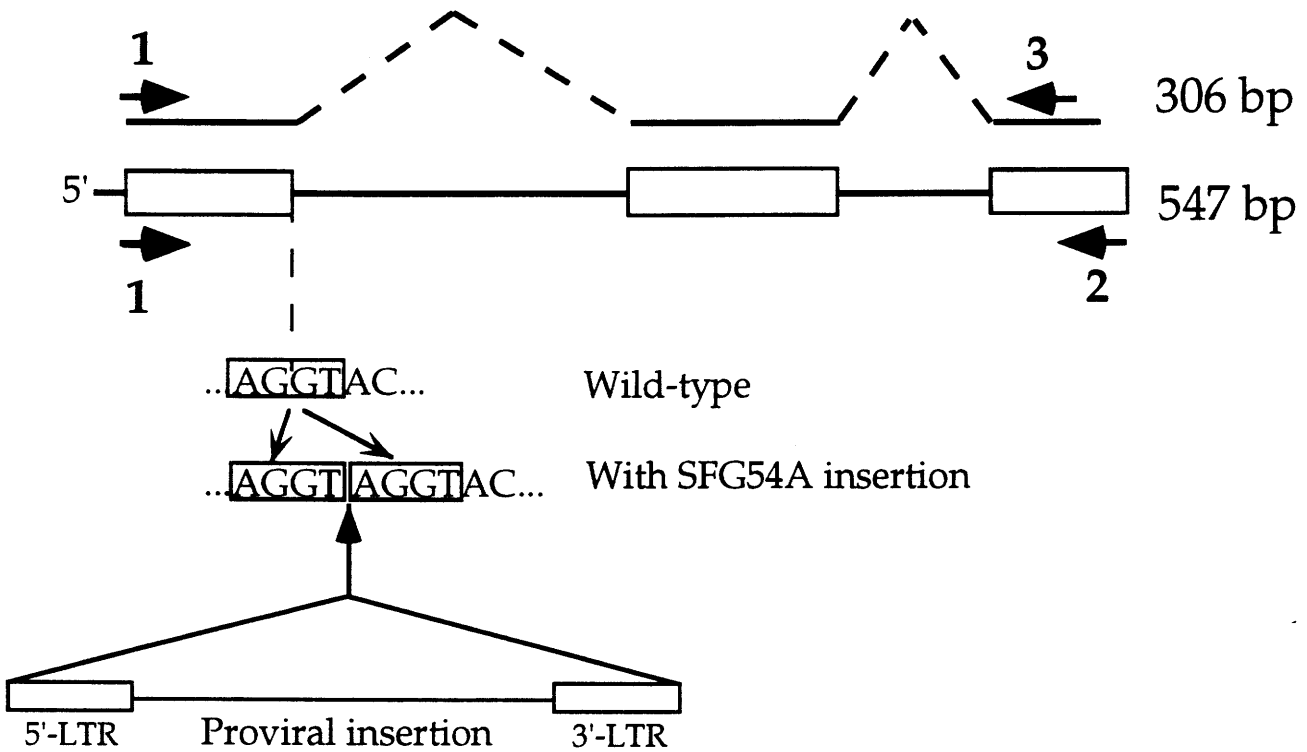 1
3
306 bp
5'
547 bp
1
2
...AGGTAC...
Wild-type
...AGGTAGGTAC...
With SFG54A insertion
5'-LTR
Proviral insertion
3'-LTR